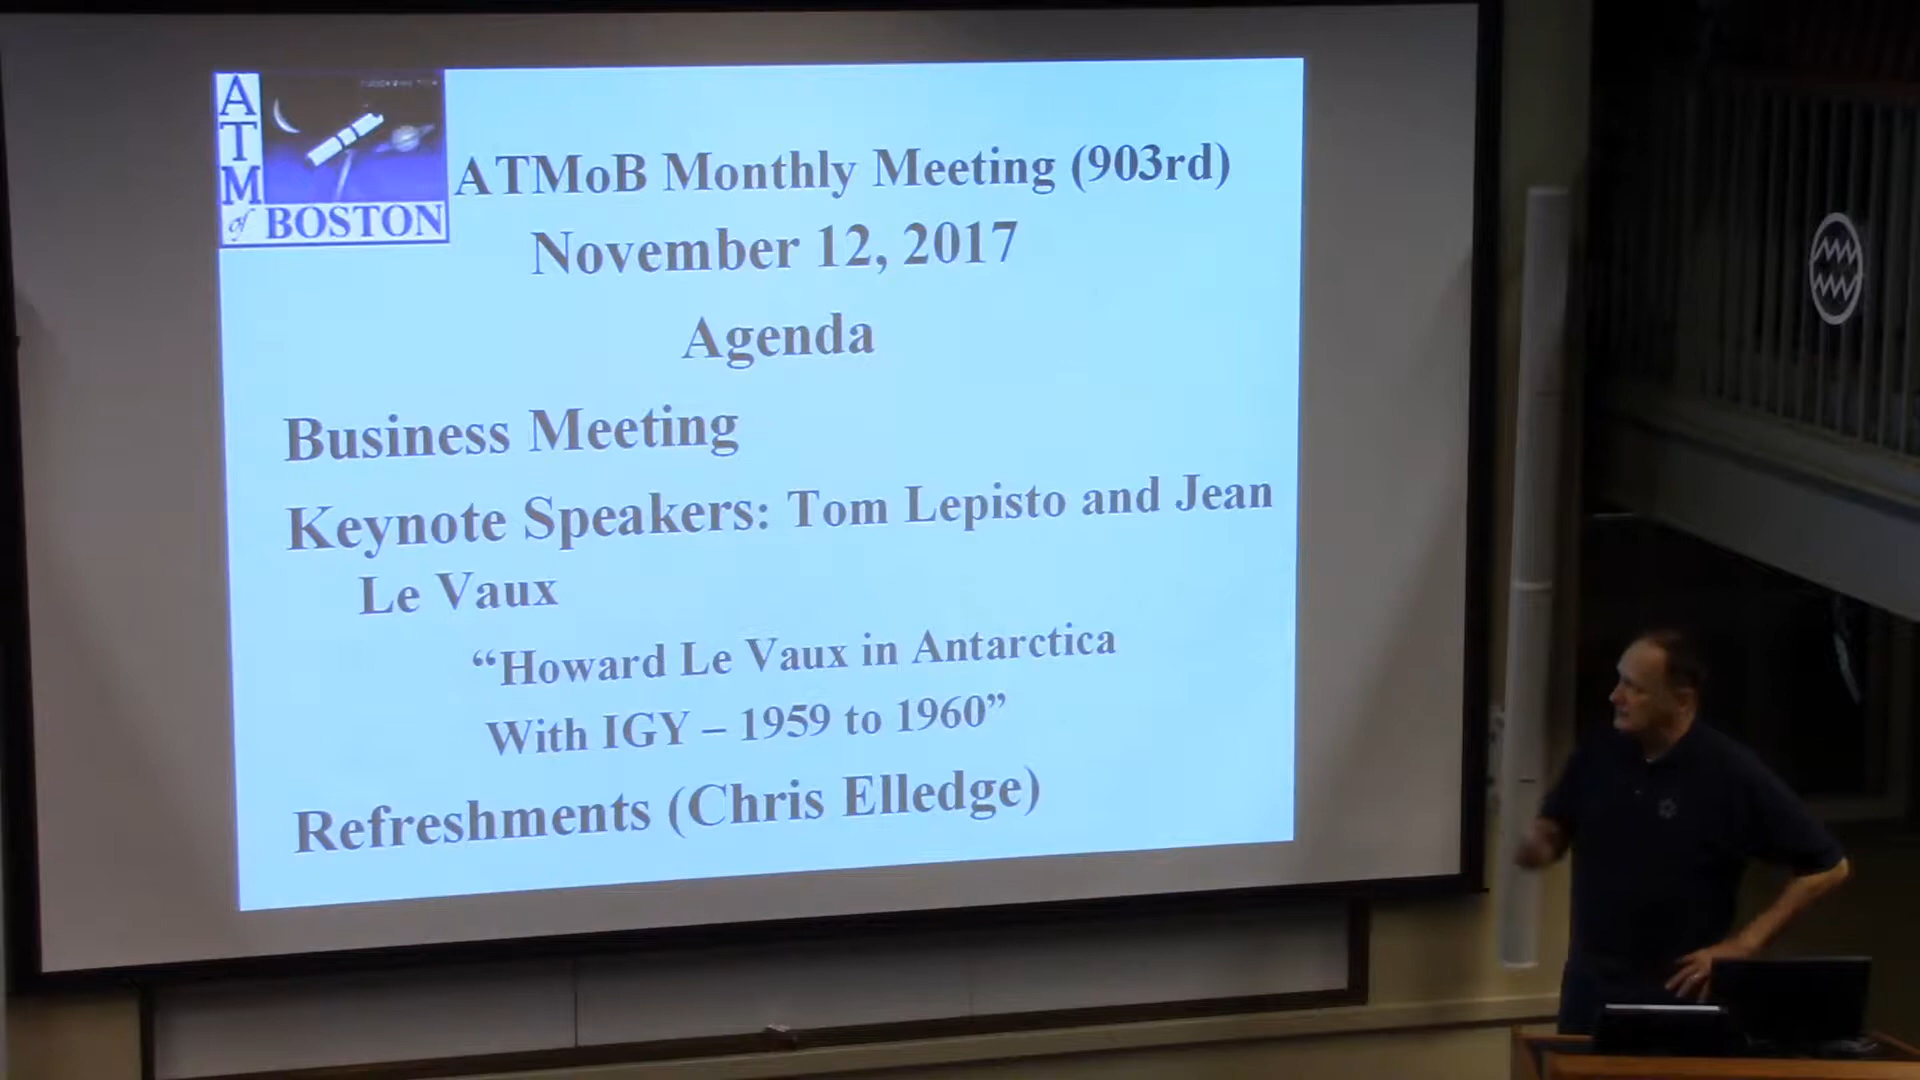 A
T
M
of BOSTON
ATMoB Monthly Meeting (903rd)
November 12, 2017
Agenda
Business Meeting
Keynote Speakers: Tom Lepisto and Jean
Le Vaux
“Howard Le Vaux in Antarctica
With IGY – 1959 to 1960”
Refreshments (Chris Elledge)